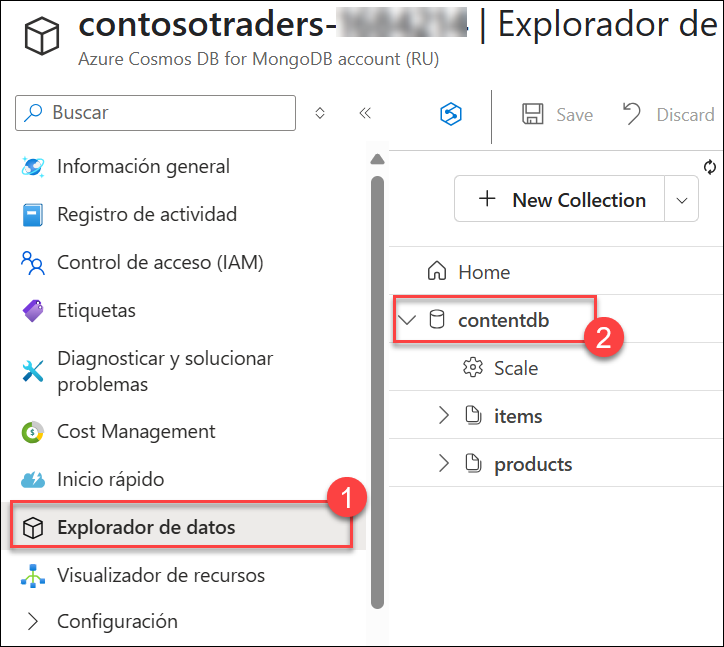 contosotraders- | Explorador de
Azure Cosmos DB for MongoDB account (RU)
Buscar
Save
Discard
Información general
Registro de actividad
Control de acceso (IAM)
Etiquetas
Diagnosticar y solucionar
problemas
Cost Management
Inicio rápido
1
Explorador de datos
Visualizador de recursos
Configuración
New Collection
Home
contentdb
2
Scale
items
products